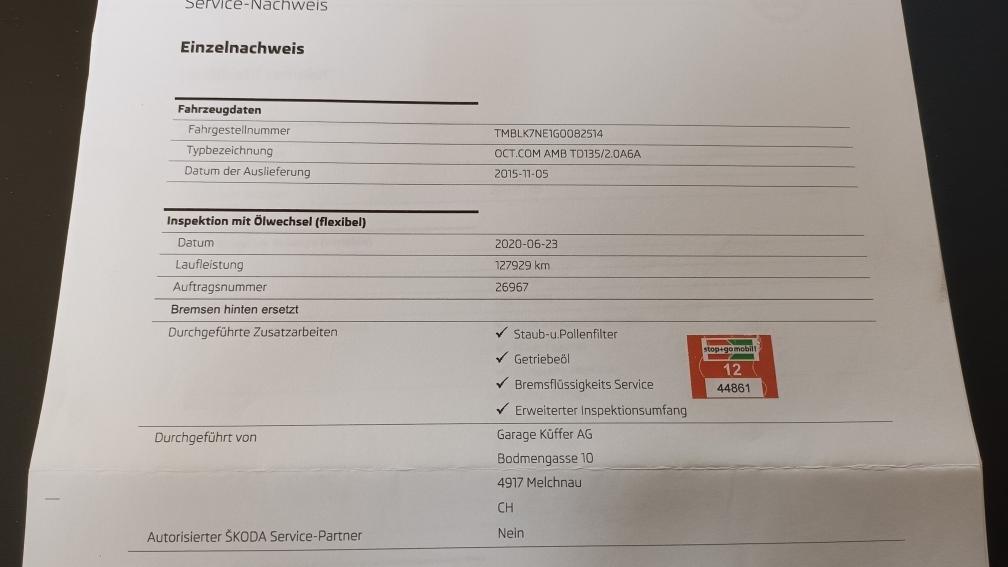 Service-Nachweis
Einzelnachweis
Fahrzeugdaten
Fahrgestellnummer TMBLK7NE1G0082514
Typbezeichnung OCT.COM AMB TD135/2.0A6A
Datum der Auslieferung 2015-11-05
Inspektion mit Ölwechsel (flexibel)
Datum 2020-06-23
Laufleistung 127929 km
Auftragsnummer 26967
Bremsen hinten ersetzt
Durchgeführte Zusatzarbeiten ✓ Staub-u.Pollenfilter
✓ Getriebeöl
✓ Bremsflüssigkeits Service
✓ Erweiterter Inspektionsumfang
stop+go mobil!
12
44861
Durchgeführt von Garage Küffer AG
Bodmengasse 10
4917 Melchnau
CH
Autorisierter ŠKODA Service-Partner Nein